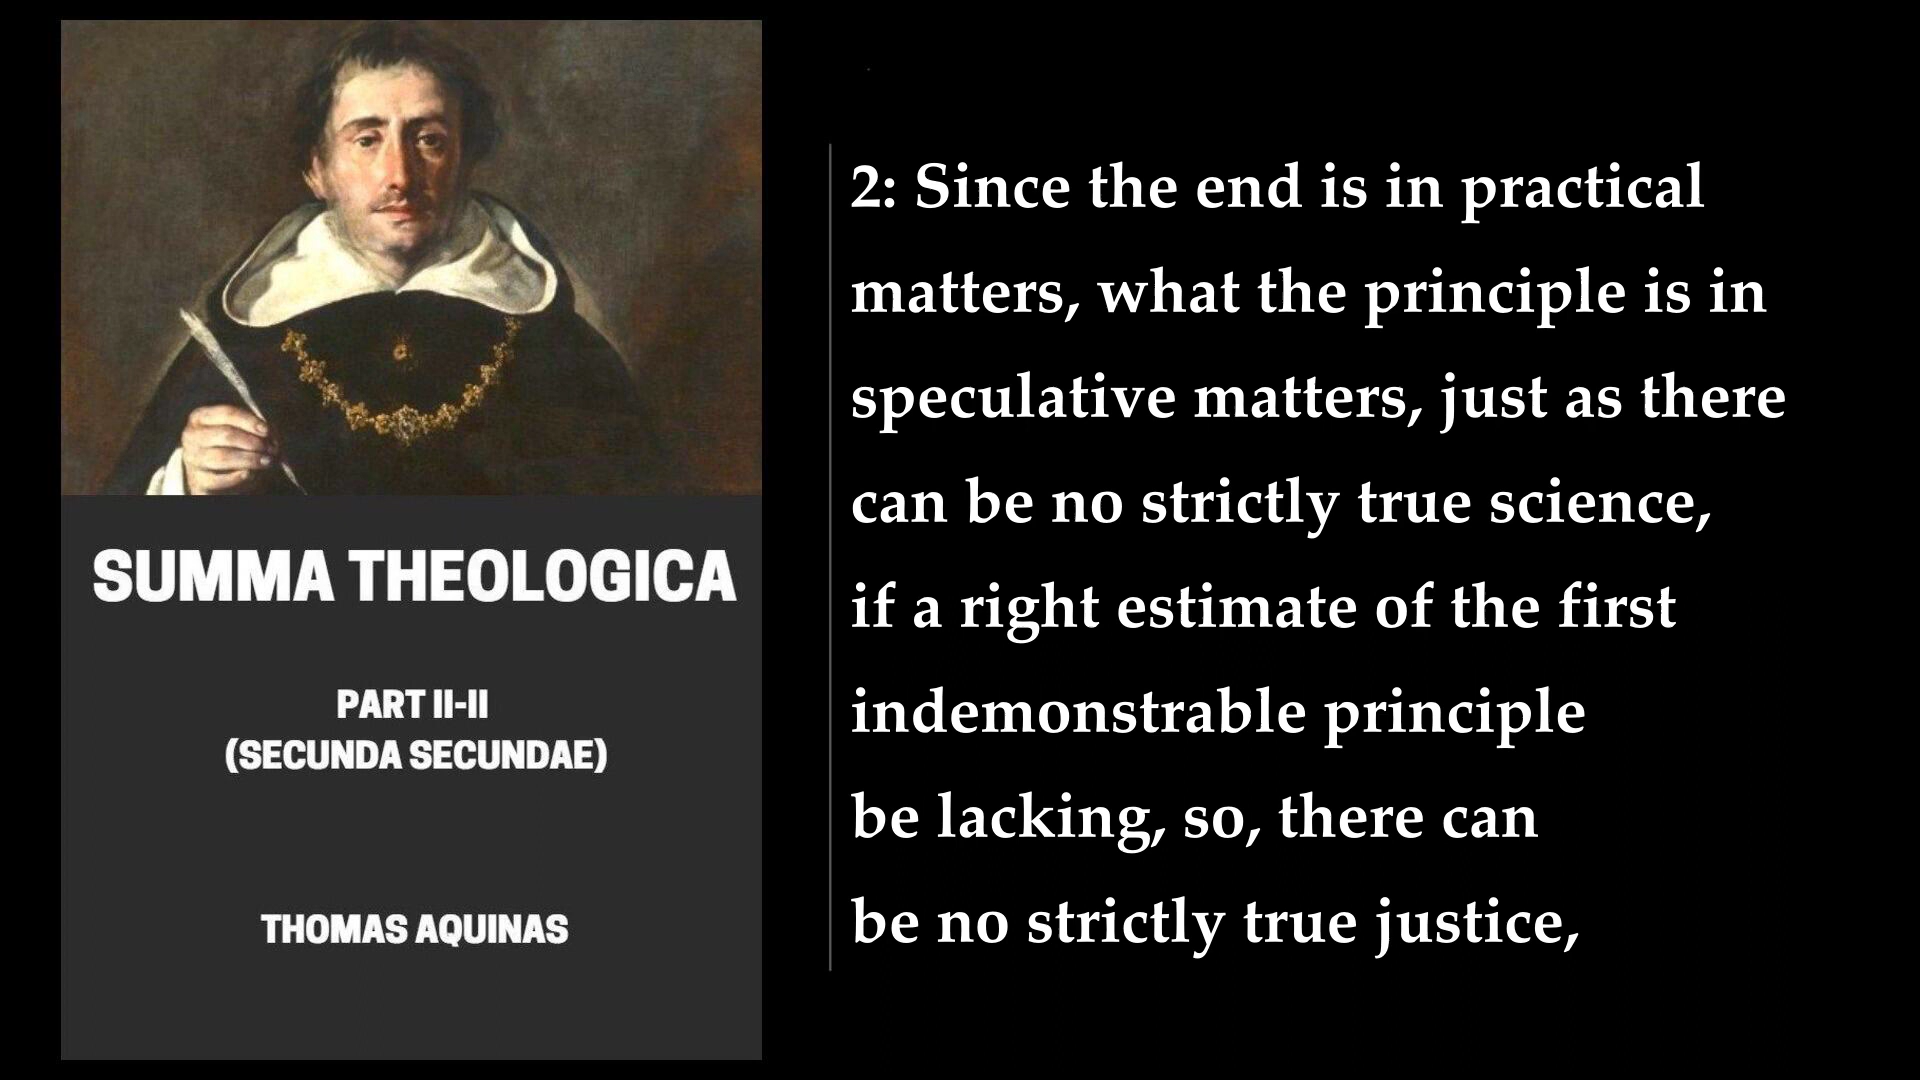 SUMMA THEOLOGICA
PART II-II
(SECUNDA SECUNDAE)
THOMAS AQUINAS
2: Since the end is in practical
matters, what the principle is in
speculative matters, just as there
can be no strictly true science,
if a right estimate of the first
indemonstrable principle
be lacking, so, there can
be no strictly true justice,